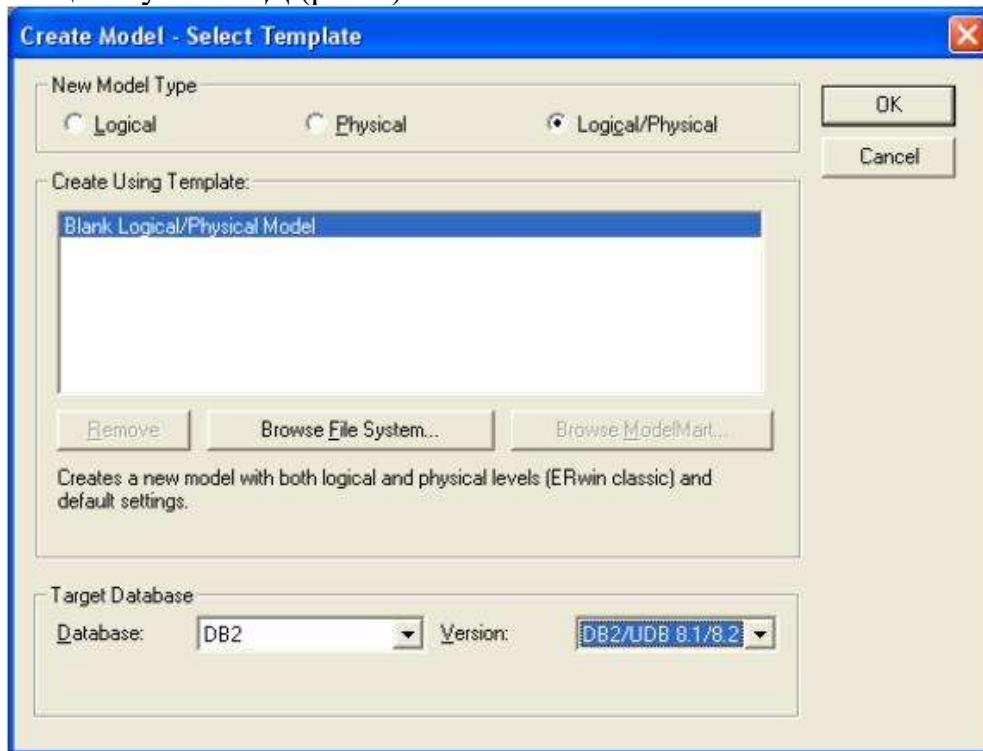 Create Model - Select Template
New Model Type
Logical
Physical
Logical/Physical
OK
Cancel
Create Using Template:
Blank Logical/Physical Model
Remove
Browse File System...
Browse ModelMart...
Creates a new model with both logical and physical levels (ERwin classic) and
default settings.
Target Database
Database:
DB2
Version:
DB2/UDB 8.1/8.2